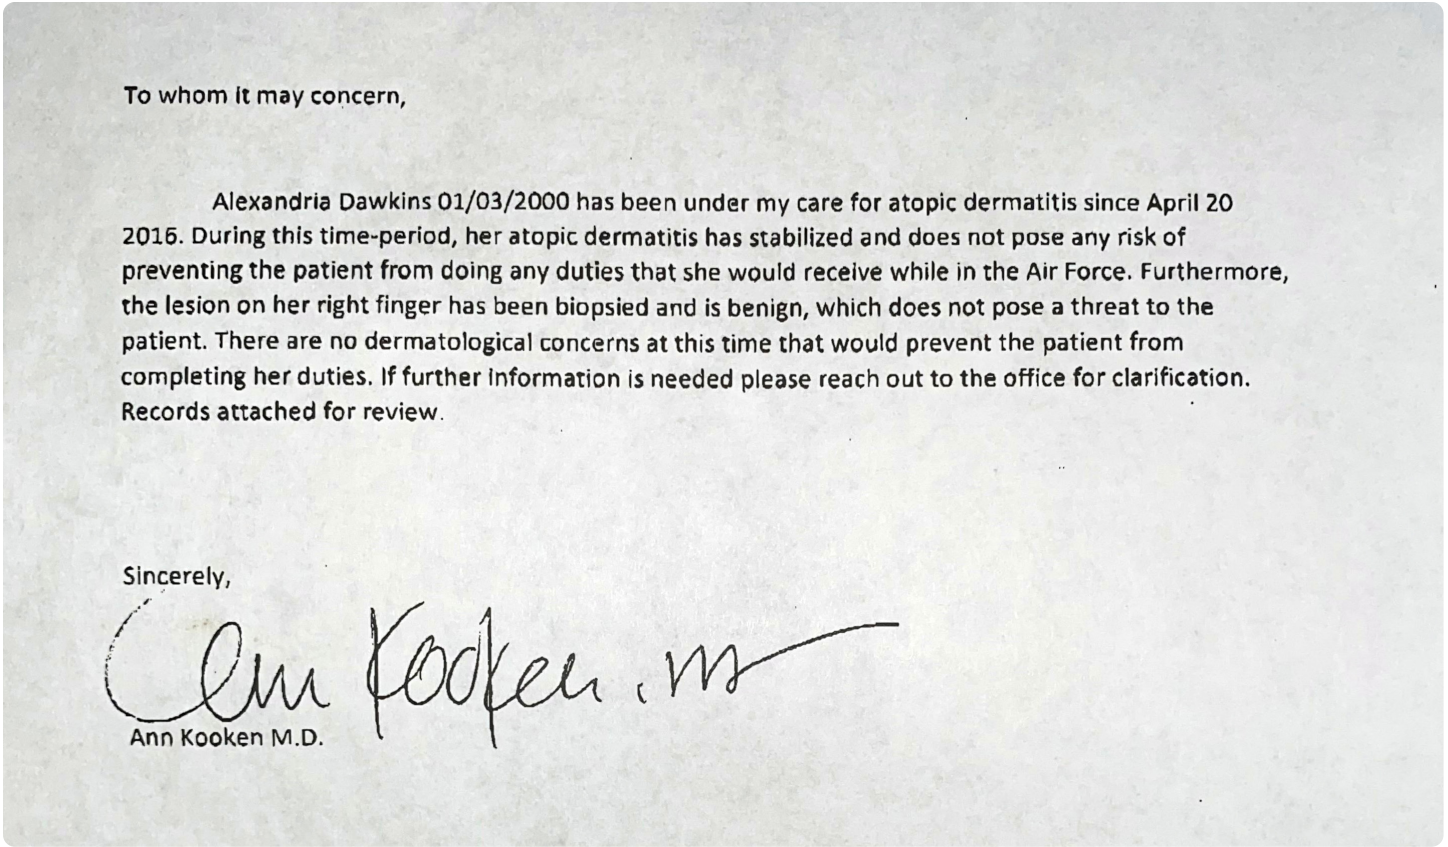 To whom it may concern,
Alexandria Dawkins 01/03/2000 has been under my care for atopic dermatitis since April 20
2016. During this time-period, her atopic dermatitis has stabilized and does not pose any risk of
preventing the patient from doing any duties that she would receive while in the Air Force. Furthermore,
the lesion on her right finger has been biopsied and is benign, which does not pose a threat to the
patient. There are no dermatological concerns at this time that would prevent the patient from
completing her duties. If further information is needed please reach out to the office for clarification.
Records attached for review.
Sincerely,
Ann Kooken, MD
Ann Kooken M.D.